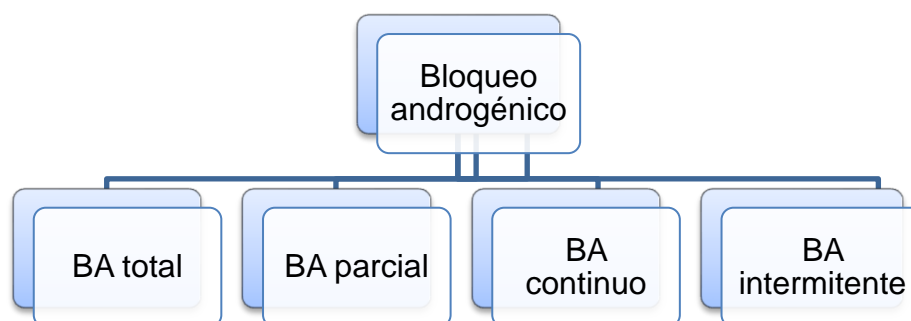 Bloqueo
androgénico
BA total
BA parcial
BA
continuo
BA
intermitente